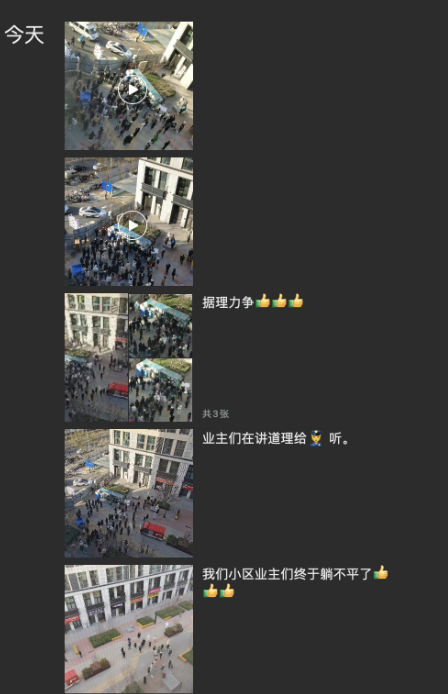 今天
据理力争👍👍👍
共3张
业主们在讲道理给👮 听。
我们小区业主们终于躺不平了👍
👍👍